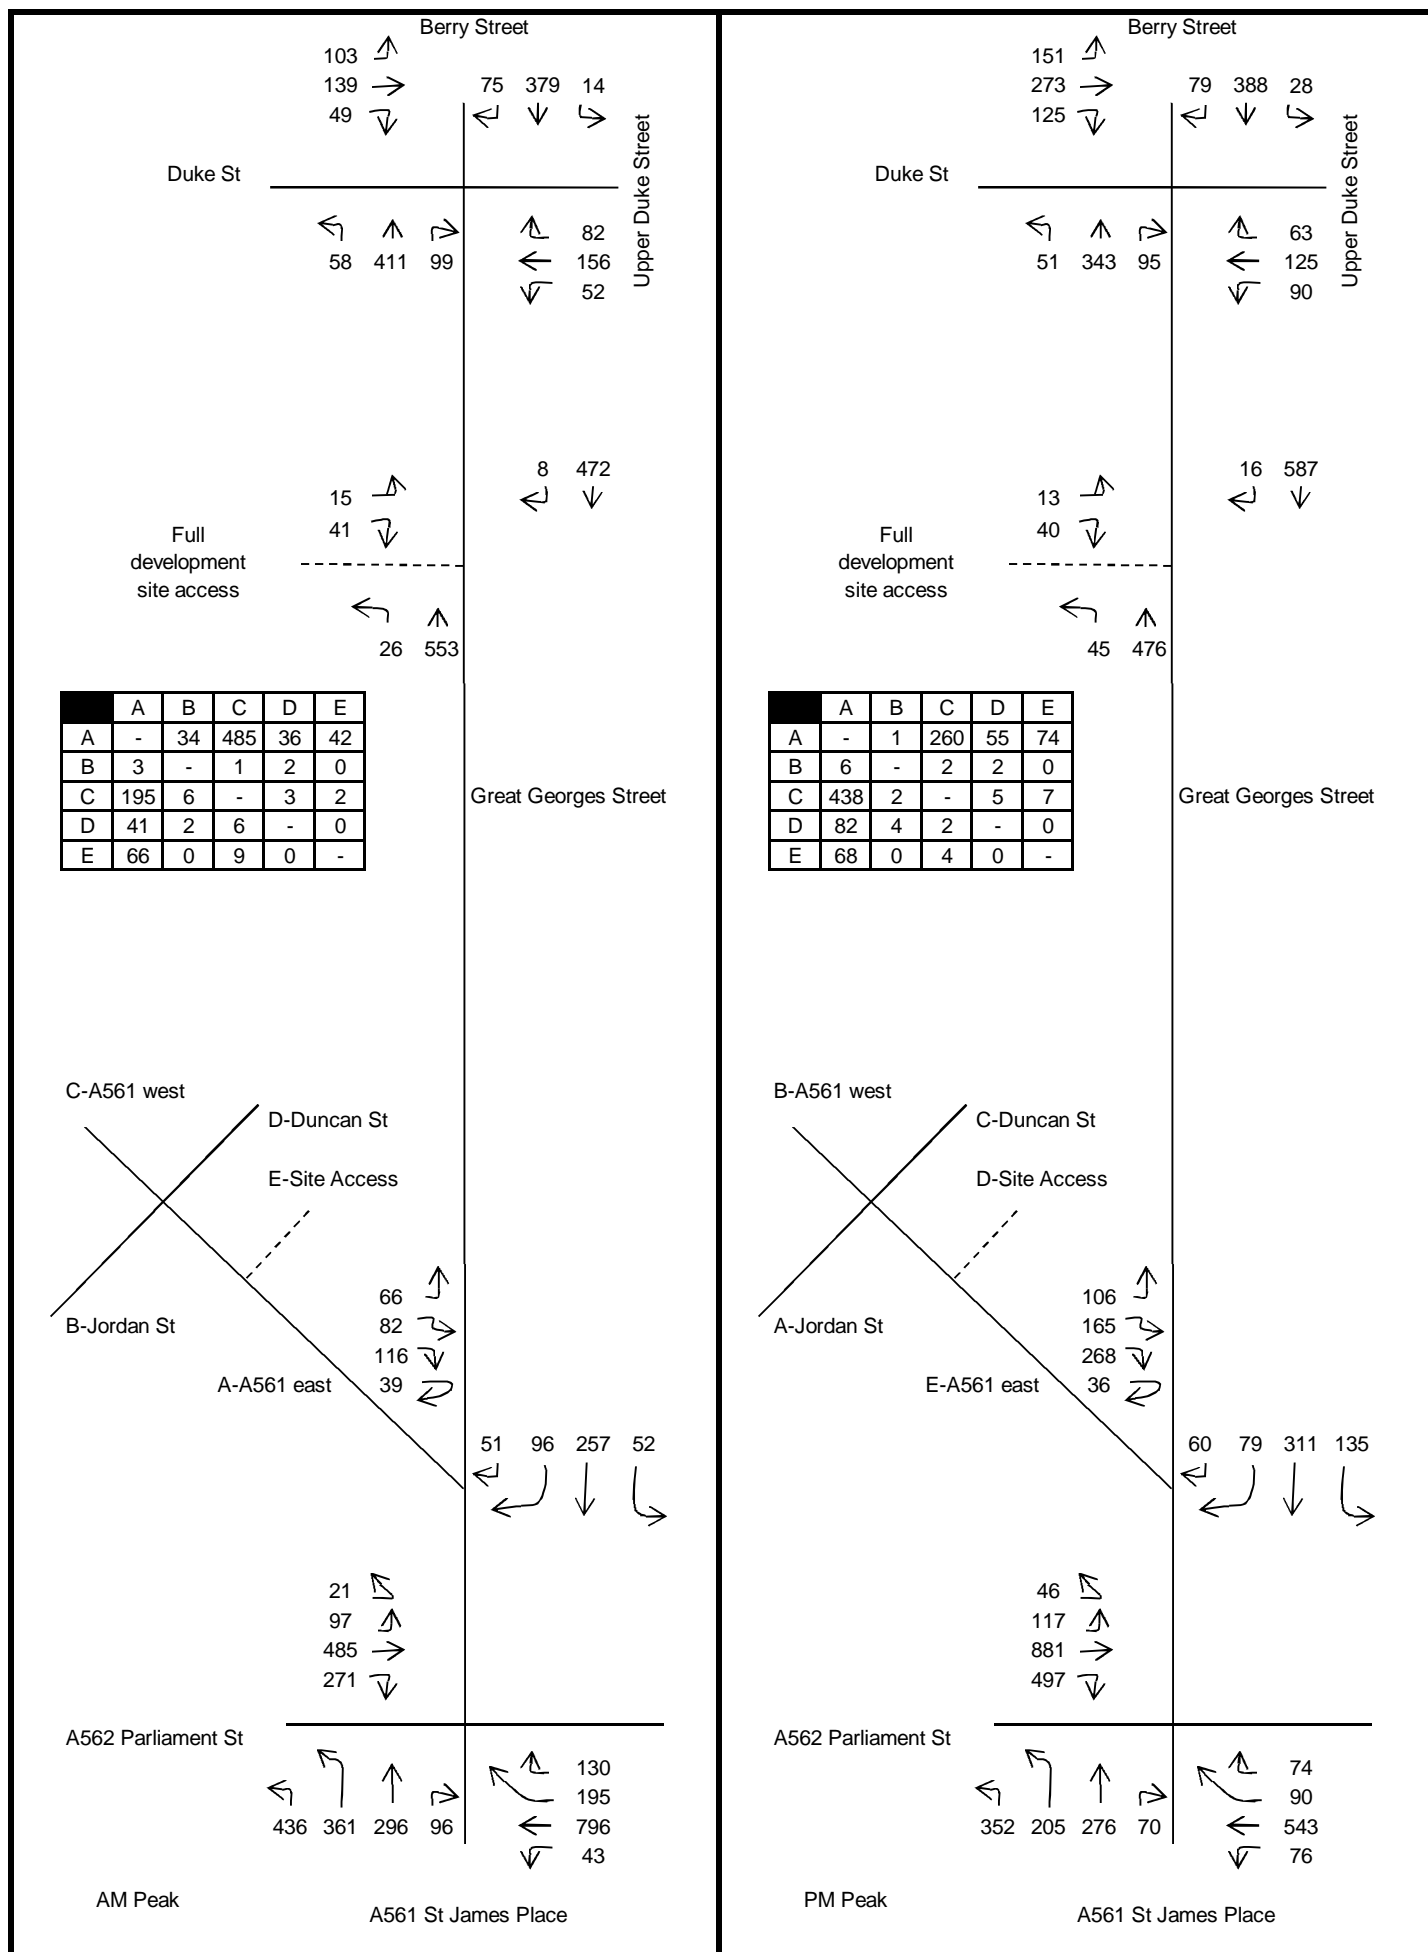 Berry Street
103
139
49
75 379 14
Upper Duke Street
Duke St
58 411 99
82
156
52
8 472
15
41
Full
development
site access
26 553
A B C D E
A - 34 485 36 42
B 3 - 1 2 0
C 195 6 - 3 2
D 41 2 6 - 0
E 66 0 9 0 -
Great Georges Street
C-A561 west
D-Duncan St
E-Site Access
66
82
116
39
B-Jordan St
A-A561 east
51 96 257 52
21
97
485
271
A562 Parliament St
436 361 296 96
130
195
796
43
AM Peak
A561 St James Place
Berry Street
151
273
125
79 388 28
Upper Duke Street
Duke St
51 343 95
63
125
90
16 587
13
40
Full
development
site access
45 476
A B C D E
A - 1 260 55 74
B 6 - 2 2 0
C 438 2 - 5 7
D 82 4 2 - 0
E 68 0 4 0 -
Great Georges Street
B-A561 west
C-Duncan St
D-Site Access
106
165
268
36
A-Jordan St
E-A561 east
60 79 311 135
46
117
881
497
A562 Parliament St
352 205 276 70
74
90
543
76
PM Peak
A561 St James Place